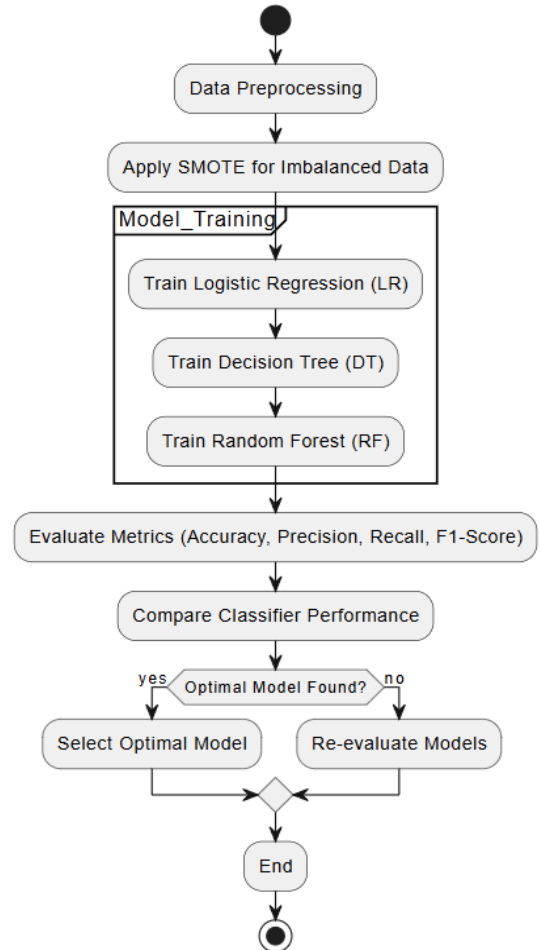 Data Preprocessing
Apply SMOTE for Imbalanced Data
Model_Training
Train Logistic Regression (LR)
Train Decision Tree (DT)
Train Random Forest (RF)
Evaluate Metrics (Accuracy, Precision, Recall, F1-Score)
Compare Classifier Performance
yes
Optimal Model Found?
no
Select Optimal Model
Re-evaluate Models
End